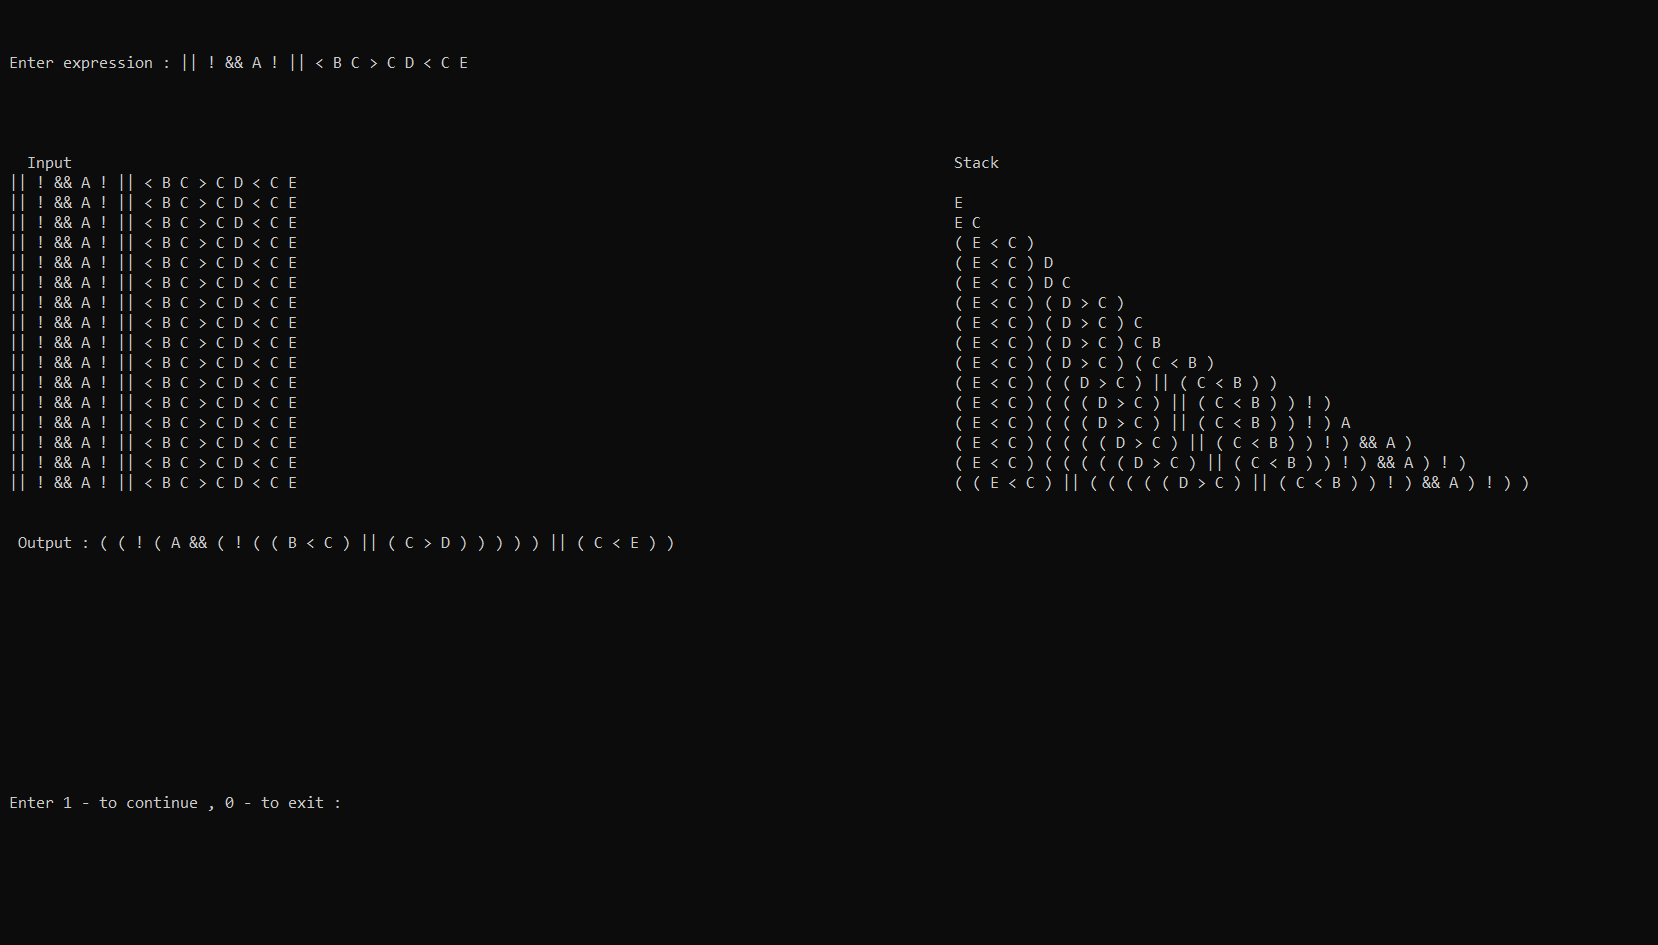 Enter expression : || ! && A ! || < B C > C D < C E
Input Stack
|| ! && A ! || < B C > C D < C E
|| ! && A ! || < B C > C D < C E E
|| ! && A ! || < B C > C D < C E E C
|| ! && A ! || < B C > C D < C E ( E < C )
|| ! && A ! || < B C > C D < C E ( E < C ) D
|| ! && A ! || < B C > C D < C E ( E < C ) D C
|| ! && A ! || < B C > C D < C E ( E < C ) ( D > C )
|| ! && A ! || < B C > C D < C E ( E < C ) ( D > C ) C
|| ! && A ! || < B C > C D < C E ( E < C ) ( D > C ) C B
|| ! && A ! || < B C > C D < C E ( E < C ) ( D > C ) ( C < B )
|| ! && A ! || < B C > C D < C E ( E < C ) ( ( D > C ) || ( C < B ) )
|| ! && A ! || < B C > C D < C E ( E < C ) ( ( ( D > C ) || ( C < B ) ) ! )
|| ! && A ! || < B C > C D < C E ( E < C ) ( ( ( D > C ) || ( C < B ) ) ! ) A
|| ! && A ! || < B C > C D < C E ( E < C ) ( ( ( ( D > C ) || ( C < B ) ) ! ) && A )
|| ! && A ! || < B C > C D < C E ( E < C ) ( ( ( ( ( D > C ) || ( C < B ) ) ! ) && A ) ! )
|| ! && A ! || < B C > C D < C E ( ( E < C ) || ( ( ( ( ( D > C ) || ( C < B ) ) ! ) && A ) ! ) )
Output : ( ( ! ( A && ( ! ( ( B < C ) || ( C > D ) ) ) ) ) || ( C < E ) )
Enter 1 - to continue , 0 - to exit :